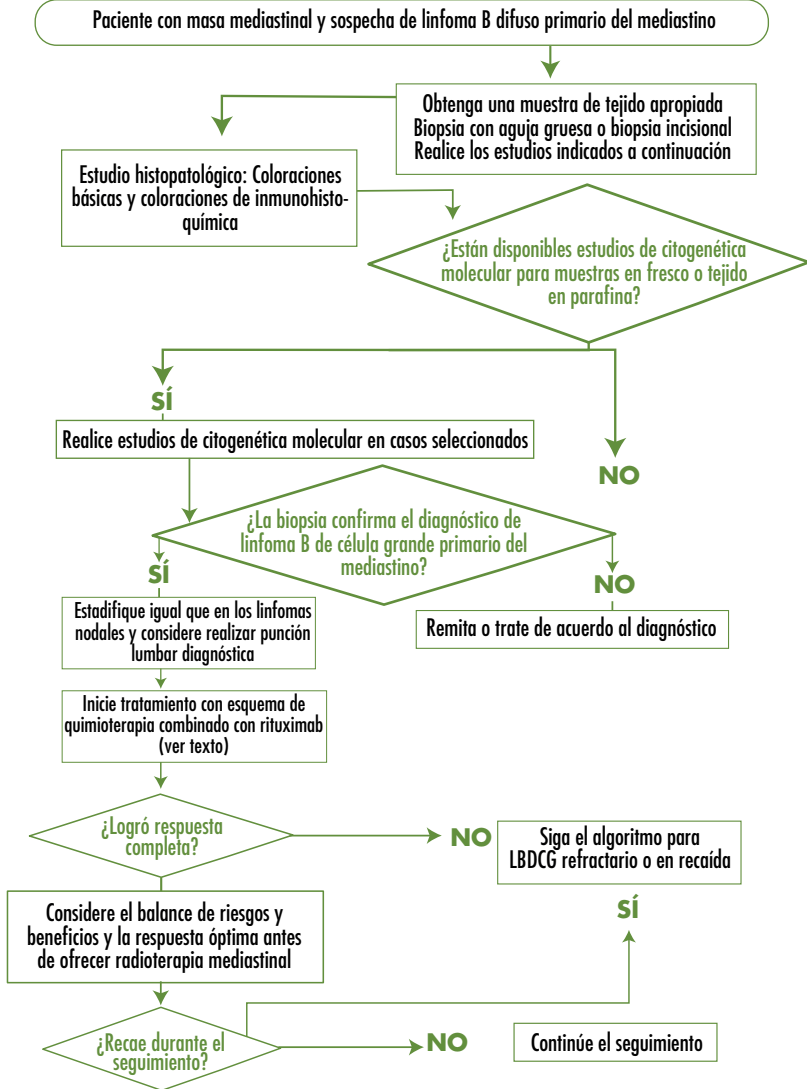 Paciente con masa mediastinal y sospecha de linfoma B difuso primario del mediastino
Obtenga una muestra de tejido apropiada
Biopsia con aguja gruesa o biopsia incisional
Realice los estudios indicados a continuación
Estudio histopatológico: Coloraciones
básicas y coloraciones de inmunohisto-
química
¿Están disponibles estudios de citogenética
molecular para muestras en fresco o tejido
en parafina?
SÍ
Realice estudios de citogenética molecular en casos seleccionados
NO
¿La biopsia confirma el diagnóstico de
linfoma B de célula grande primario del
mediastino?
SÍ
NO
Estadifique igual que en los linfomas
nodales y considere realizar punción
lumbar diagnóstica
Remita o trate de acuerdo al diagnóstico
Inicie tratamiento con esquema de
quimioterapia combinado con rituximab
(ver texto)
¿Logró respuesta
completa?
NO
Siga el algoritmo para
LBDCG refractario o en recaída
Considere el balance de riesgos y
beneficios y la respuesta óptima antes
de ofrecer radioterapia mediastinal
SÍ
¿Recae durante el
seguimiento?
NO
Continúe el seguimiento